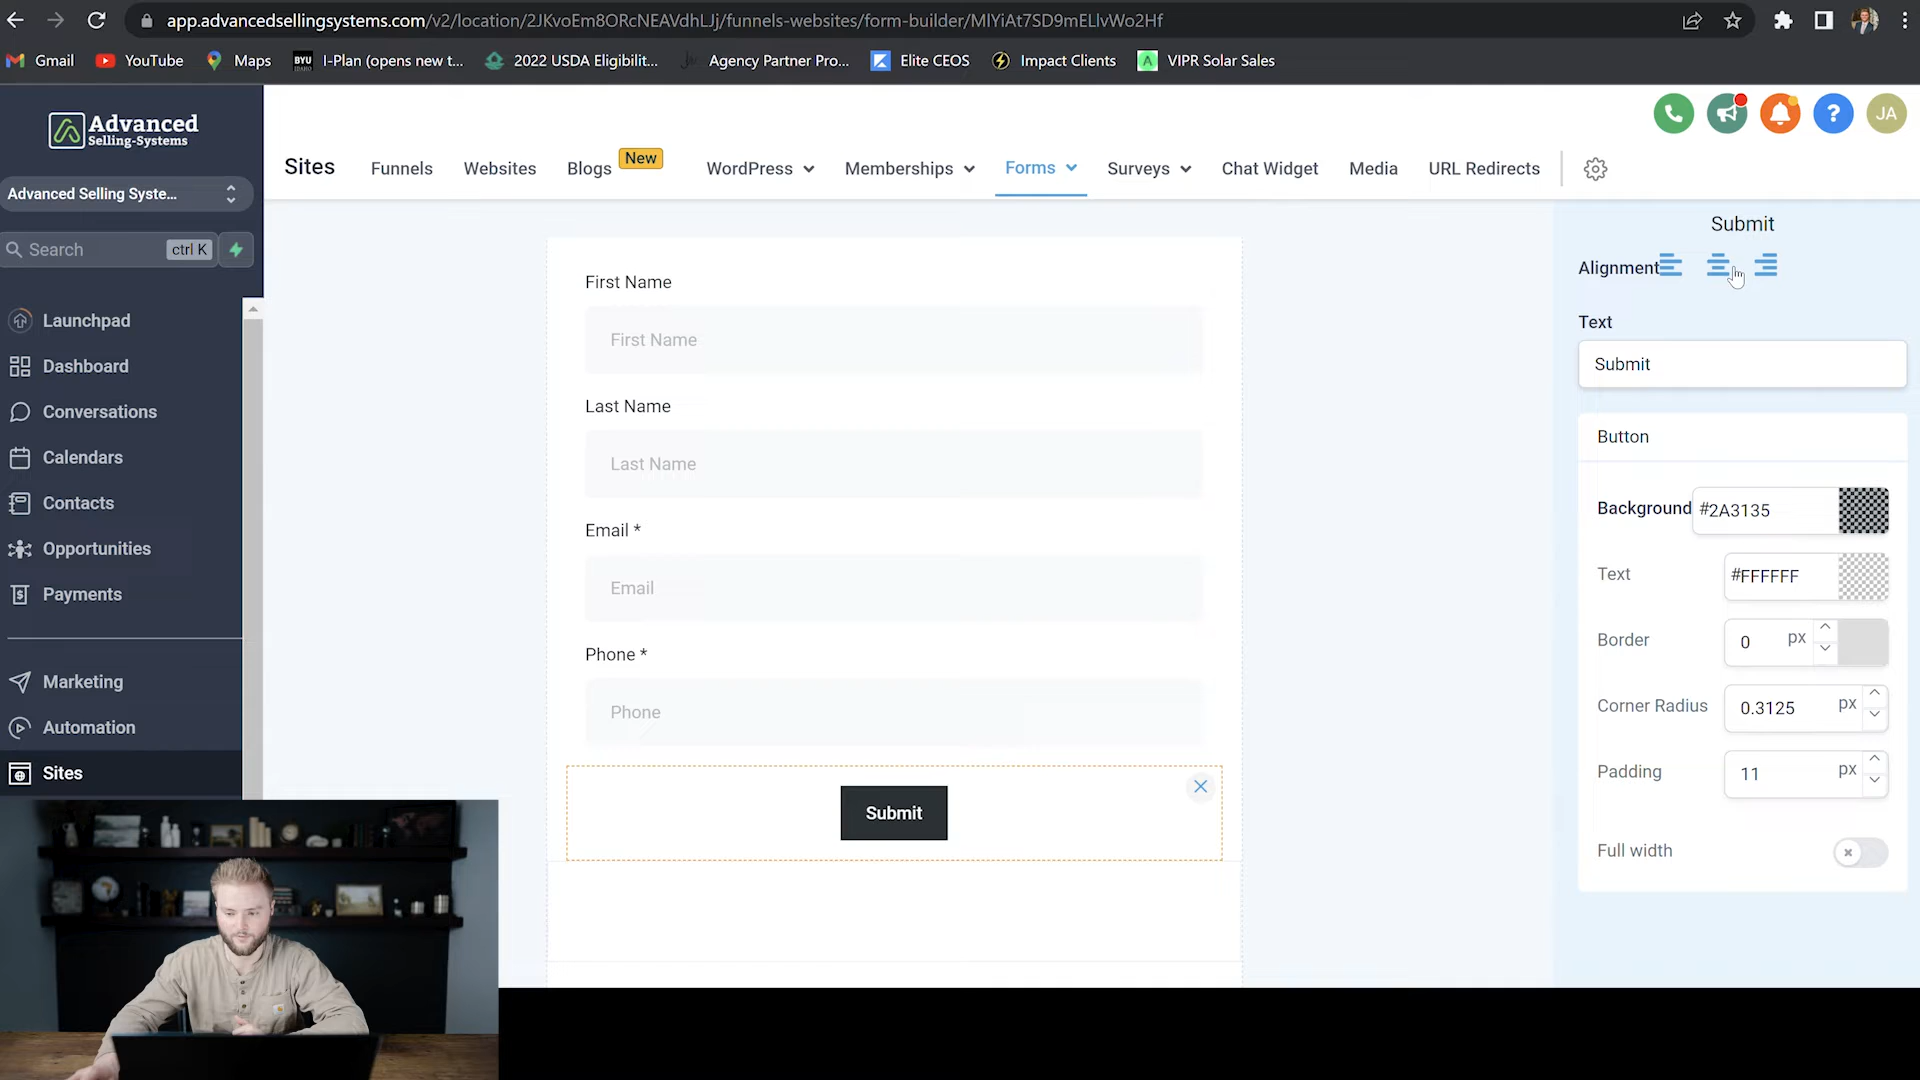 app.advancedsellingsystems.com/v2/location/2JKvoEm8ORcNEAVdhLJj/funnels-websites/form-builder/MlYiAt7SD9mELlvWo2Hf
Gmail
YouTube
Maps
BYU IDAHO
I-Plan (opens new t...
2022 USDA Eligibilit...
Agency Partner Pro...
Elite CEOS
Impact Clients
VIPR Solar Sales
Advanced
Selling-Systems
Advanced Selling Syste...
Search
ctrl K
Launchpad
Dashboard
Conversations
Calendars
Contacts
Opportunities
Payments
Marketing
Automation
Sites
JA
Sites
Funnels
Websites
Blogs
New
WordPress
Memberships
Forms
Surveys
Chat Widget
Media
URL Redirects
First Name
First Name
Last Name
Last Name
Email *
Email
Phone *
Phone
Submit
Submit
Alignment
Text
Submit
Button
Background
#2A3135
Text
#FFFFFF
Border
0
px
Corner Radius
0.3125
px
Padding
11
px
Full width